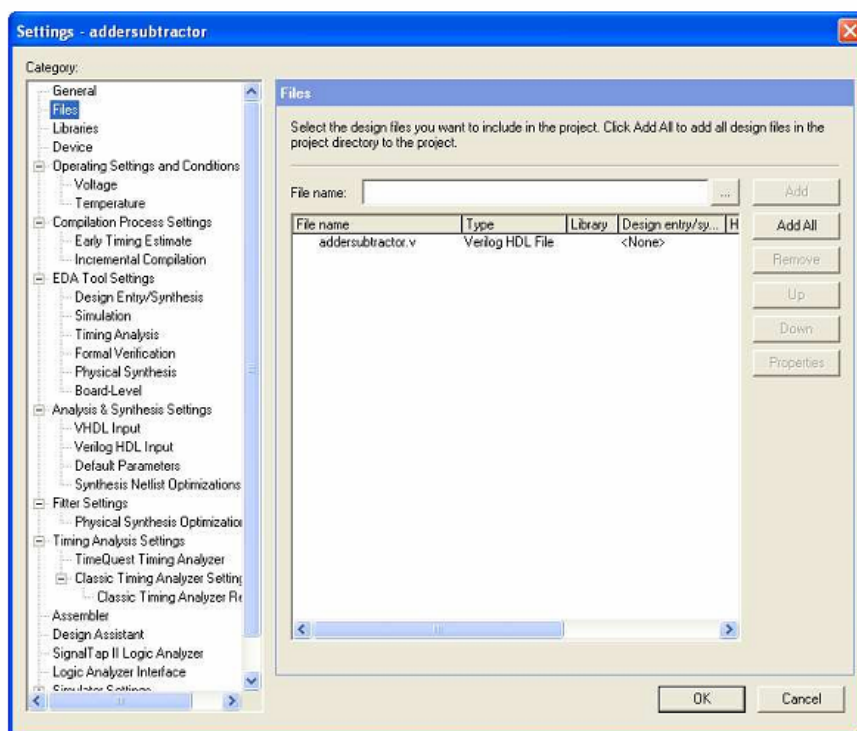 Settings - addersubtractor
Category:
General
Files
Libraries
Device
Operating Settings and Conditions
Voltage
Temperature
Compilation Process Settings
Early Timing Estimate
Incremental Compilation
EDA Tool Settings
Design Entry/Synthesis
Simulation
Timing Analysis
Formal Verification
Physical Synthesis
Board-Level
Analysis & Synthesis Settings
VHDL Input
Verilog HDL Input
Default Parameters
Synthesis Netlist Optimizations
Fitter Settings
Physical Synthesis Optimization
Timing Analysis Settings
TimeQuest Timing Analyzer
Classic Timing Analyzer Setting
Classic Timing Analyzer Re
Assembler
Design Assistant
SignalTap II Logic Analyzer
Logic Analyzer Interface
Simulator Settings
Files
Select the design files you want to include in the project. Click Add All to add all design files in the
project directory to the project.
File name: ... Add
File name Type Library Design entry/sy... H Add All
addersubtractor.v Verilog HDL File <None>
Remove
Up
Down
Properties
OK Cancel